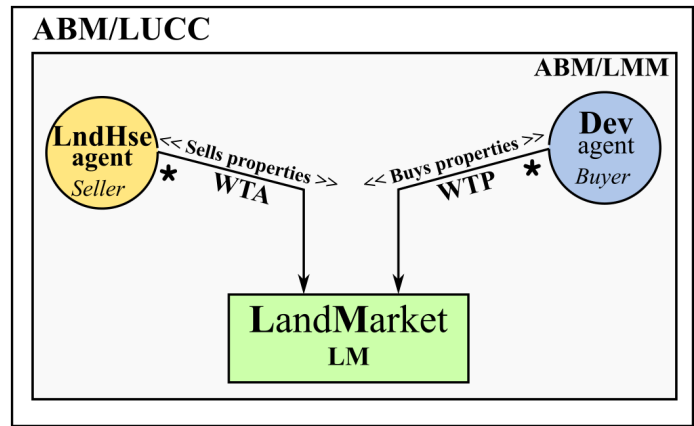 ABM/LUCC
ABM/LMM
LndHse
agent
Seller
<< Sells properties >>
WTA
*
<< Buys properties >>
WTP
*
Dev
agent
Buyer
LandMarket
LM